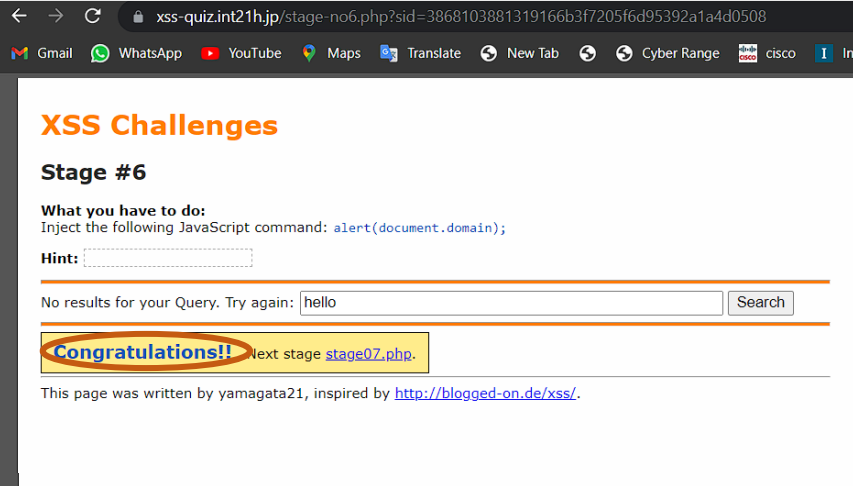 xss-quiz.int21h.jp/stage-no6.php?sid=3868103881319166b3f7205f6d95392a1a4d0508
Gmail WhatsApp YouTube Maps Translate New Tab Cyber Range cisco In
XSS Challenges
Stage #6
What you have to do:
Inject the following JavaScript command: alert(document.domain);
Hint:
No results for your Query. Try again: hello Search
Congratulations!! Next stage stage07.php.
This page was written by yamagata21, inspired by http://blogged-on.de/xss/.